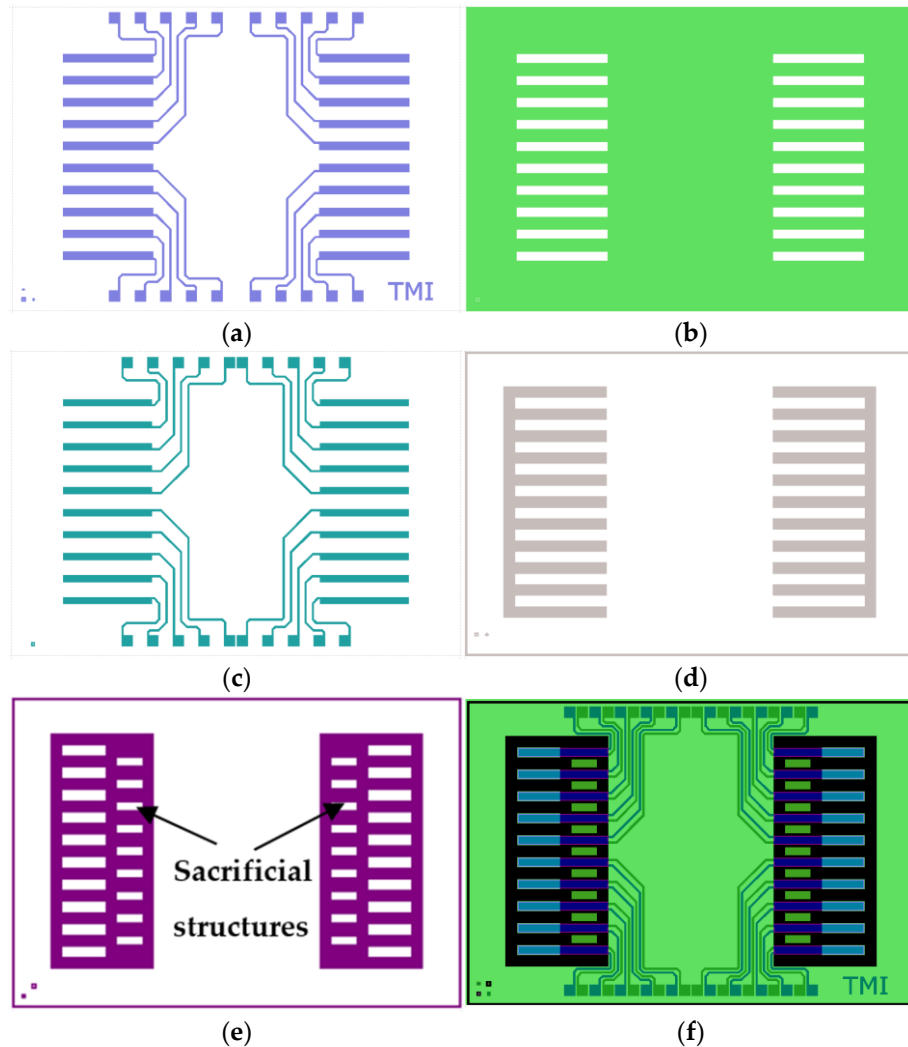 TMI
(a)
(b)
(c)
(d)
Sacrificial
structures
TMI
(e)
(f)